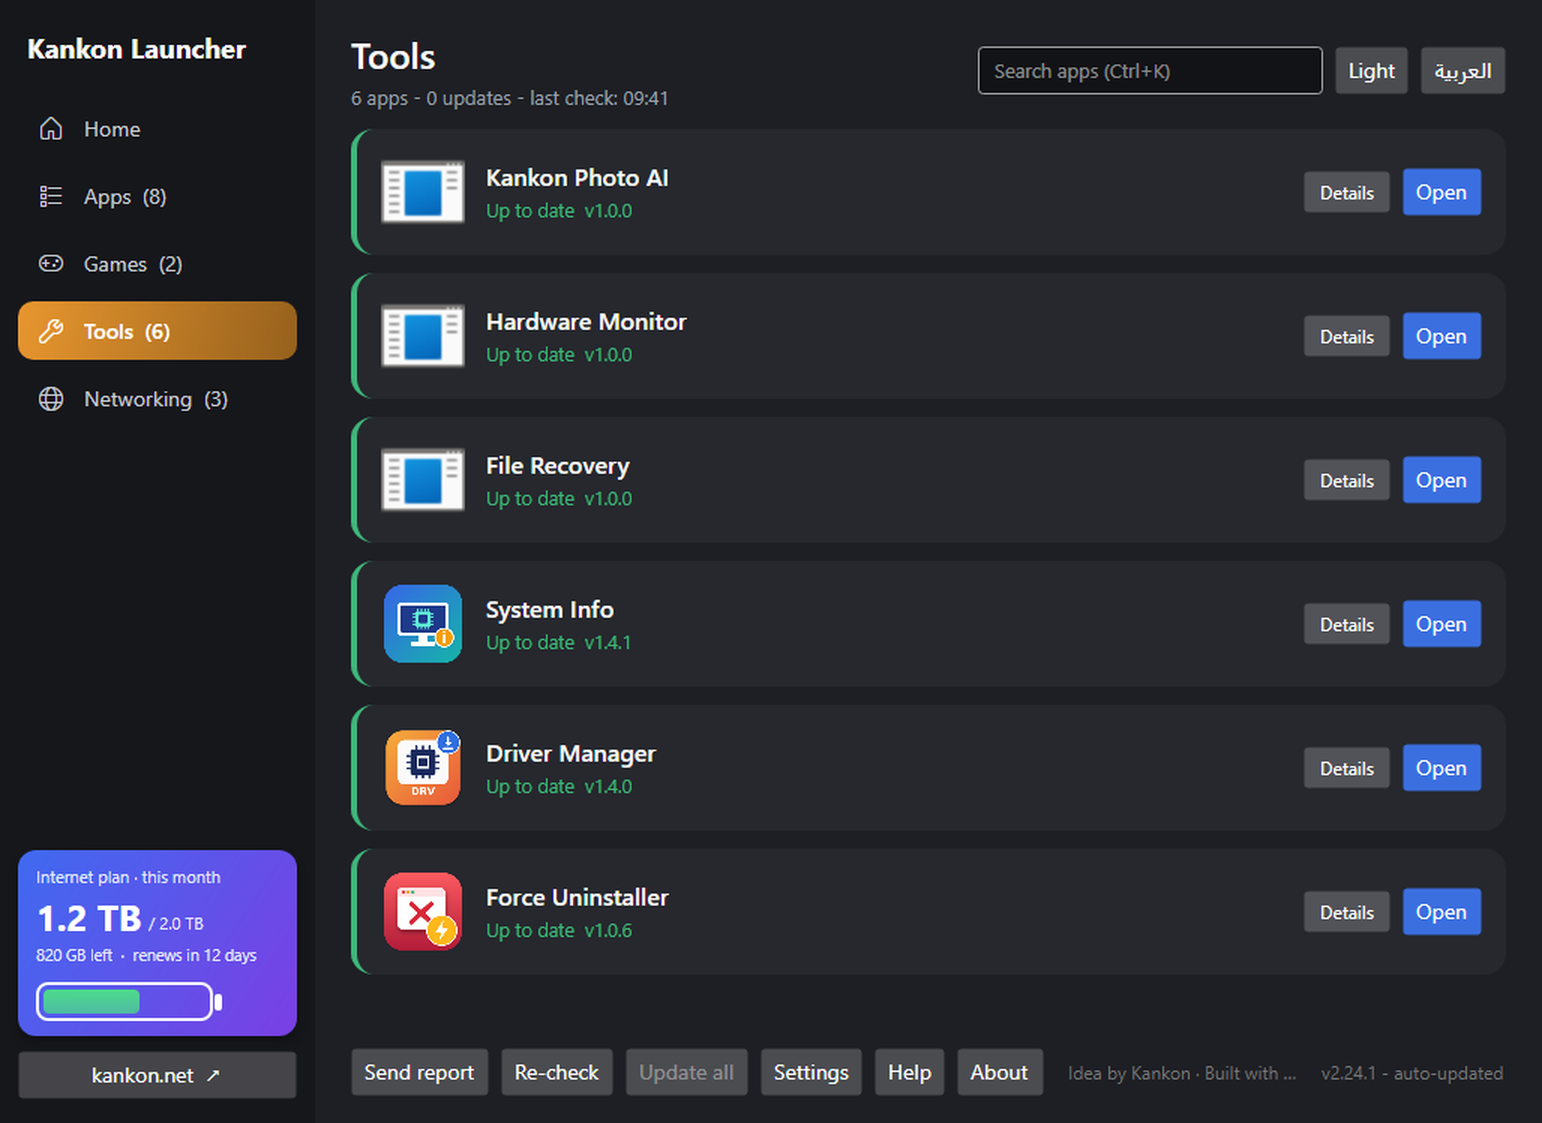 Kankon Launcher
Home
Apps (8)
Games (2)
Tools (6)
Networking (3)
Internet plan · this month
1.2 TB / 2.0 TB
820 GB left · renews in 12 days
kankon.net ↗
Tools
6 apps - 0 updates - last check: 09:41
Search apps (Ctrl+K)
Light
العربية
Kankon Photo AI
Up to date v1.0.0
Details
Open
Hardware Monitor
Up to date v1.0.0
Details
Open
File Recovery
Up to date v1.0.0
Details
Open
System Info
Up to date v1.4.1
Details
Open
DRV
Driver Manager
Up to date v1.4.0
Details
Open
Force Uninstaller
Up to date v1.0.6
Details
Open
Send report
Re-check
Update all
Settings
Help
About
Idea by Kankon · Built with ...
v2.24.1 - auto-updated